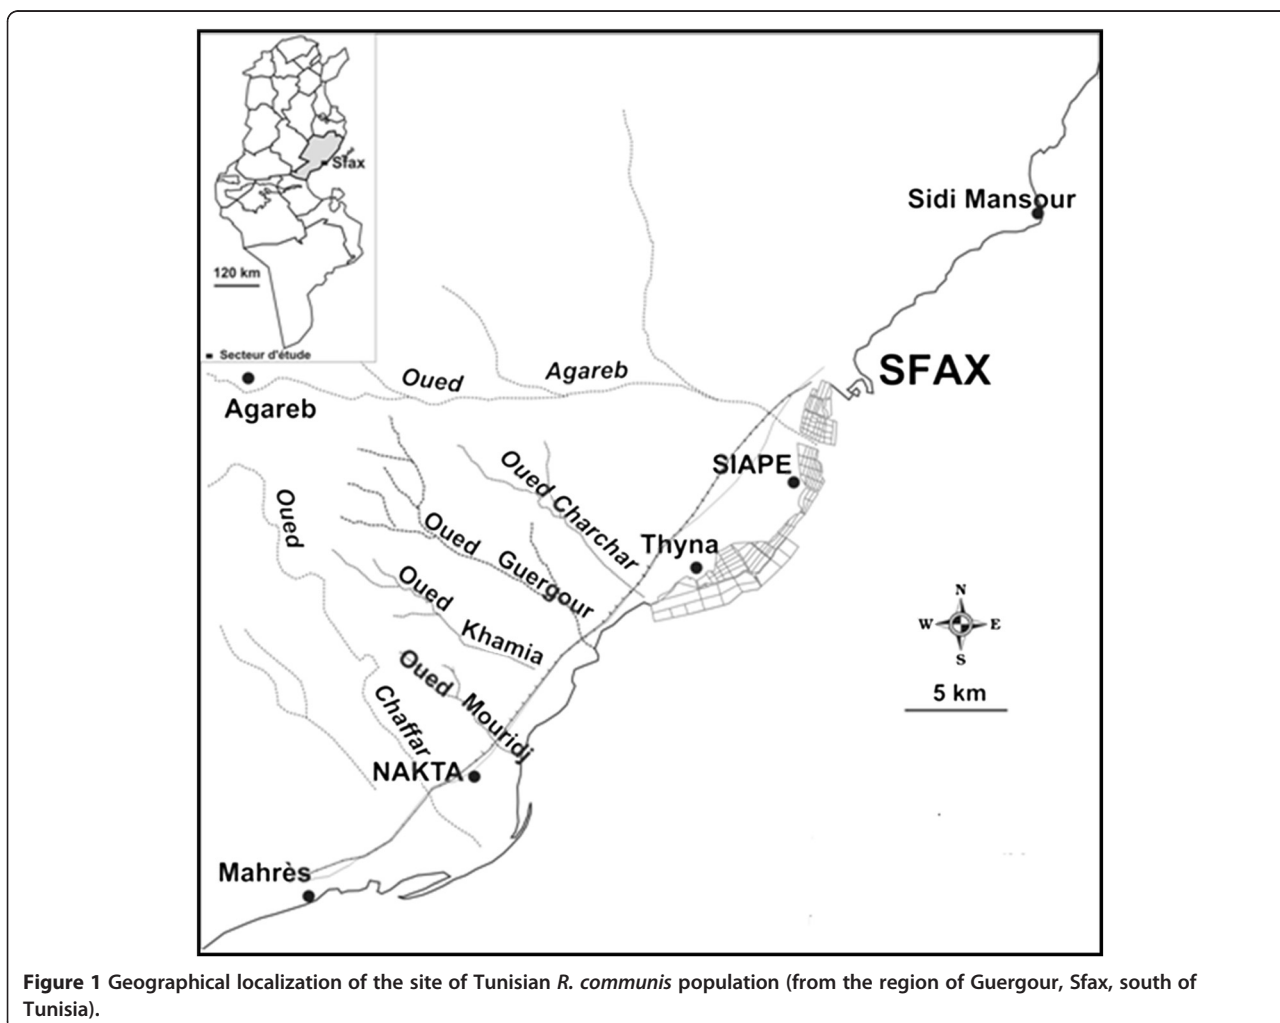 Sfax
120 km
Secteur d'étude
Sidi Mansour
SFAX
Oued Agareb
Agareb
SIAPE
Oued Charchar
Oued
Thyna
Oued Guergour
Oued Khamia
N
W E
S
Oued Mouridj
Chaffar
5 km
NAKTA
Mahrès
Figure 1 Geographical localization of the site of Tunisian R. communis population (from the region of Guergour, Sfax, south of
Tunisia).